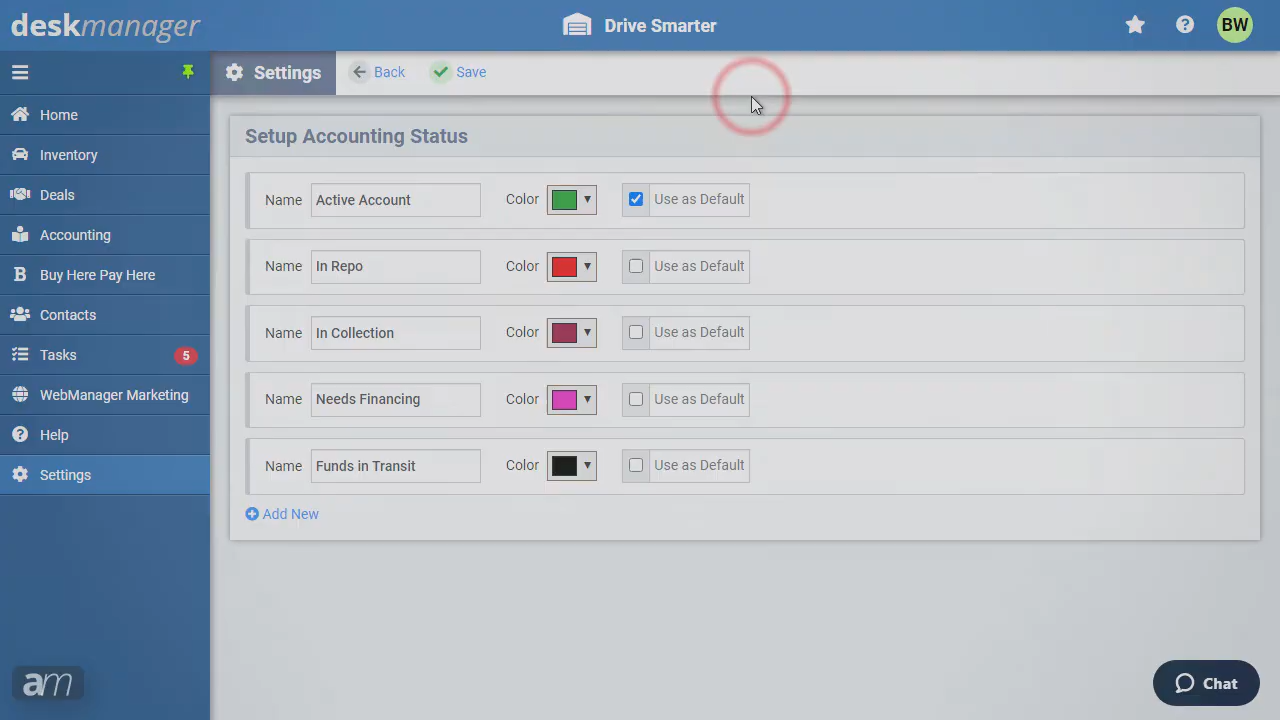 deskmanager
Drive Smarter
BW
Settings
Back
Save
Home
Inventory
Deals
Accounting
Buy Here Pay Here
Contacts
Tasks
5
WebManager Marketing
Help
Settings
am
Setup Accounting Status
Name Active Account Color Use as Default
Name In Repo Color Use as Default
Name In Collection Color Use as Default
Name Needs Financing Color Use as Default
Name Funds in Transit Color Use as Default
Add New
Chat